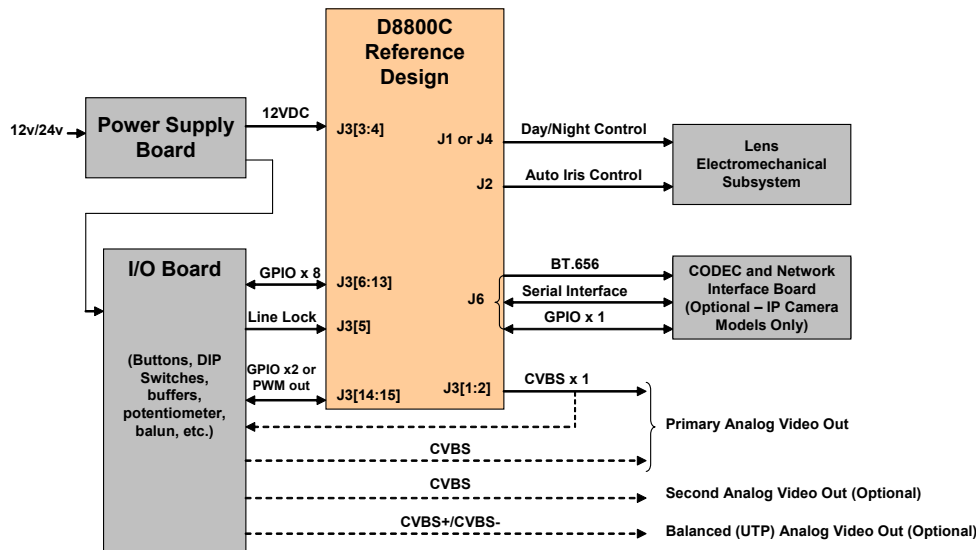 D8800C
Reference
Design
12v/24v
Power Supply
Board
12VDC
J3[3:4]
J1 or J4
Day/Night Control
J2
Auto Iris Control
Lens
Electromechanical
Subsystem
I/O Board
(Buttons, DIP
Switches,
buffers,
potentiometer,
balun, etc.)
GPIO x 8
J3[6:13]
Line Lock
J3[5]
GPIO x2 or
PWM out
J3[14:15]
J6
BT.656
Serial Interface
GPIO x 1
CODEC and Network
Interface Board
(Optional – IP Camera
Models Only)
J3[1:2]
CVBS x 1
Primary Analog Video Out
CVBS
CVBS
Second Analog Video Out (Optional)
CVBS+/CVBS-
Balanced (UTP) Analog Video Out (Optional)